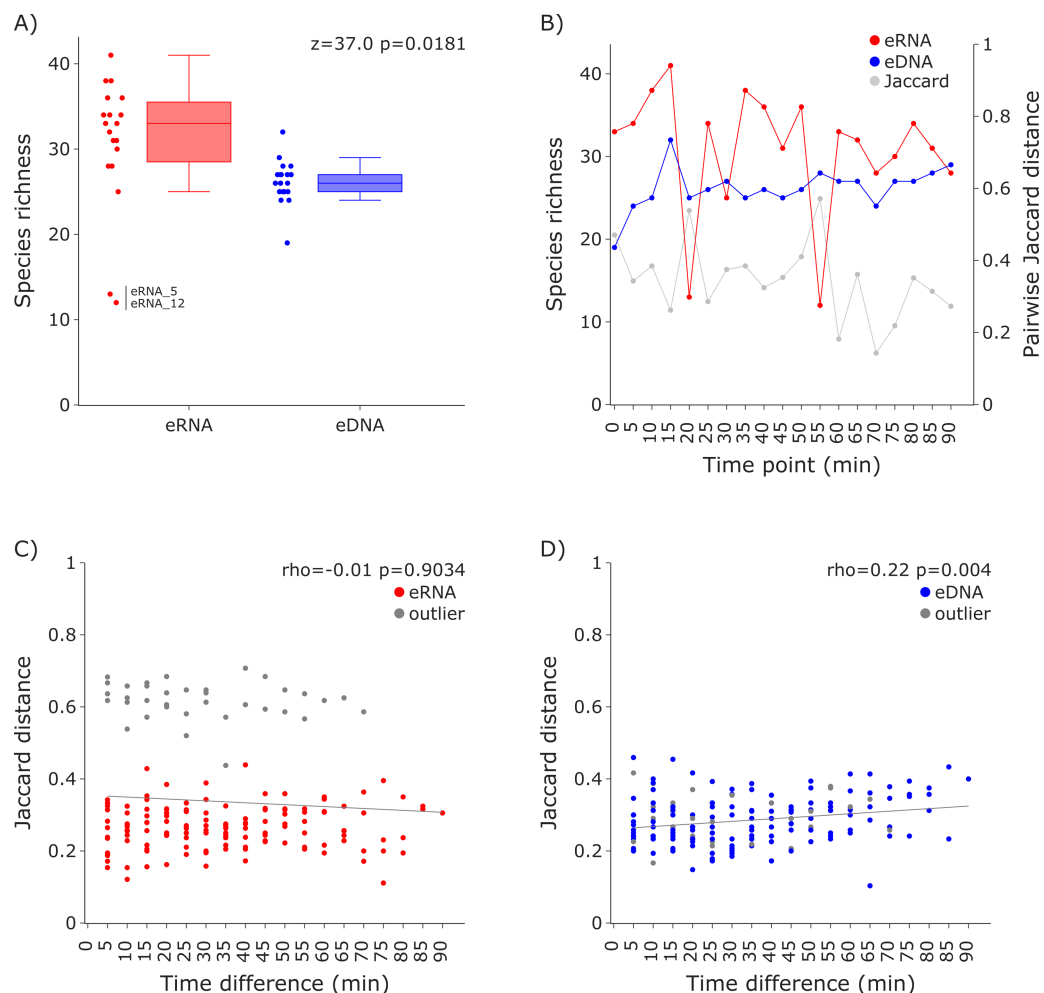 A)
z=37.0 p=0.0181
Species richness
40
30
20
10
0
eRNA_5
eRNA_12
eRNA
eDNA
B)
eRNA
eDNA
Jaccard
Species richness
40
30
20
10
0
Pairwise Jaccard distance
1
0.8
0.6
0.4
0.2
0
0 5 10 15 20 25 30 35 40 45 50 55 60 65 70 75 80 85 90
Time point (min)
C)
rho=-0.01 p=0.9034
eRNA
outlier
Jaccard distance
1
0.8
0.6
0.4
0.2
0
0 5 10 15 20 25 30 35 40 45 50 55 60 65 70 75 80 85 90
Time difference (min)
D)
rho=0.22 p=0.004
eDNA
outlier
Jaccard distance
1
0.8
0.6
0.4
0.2
0
0 5 10 15 20 25 30 35 40 45 50 55 60 65 70 75 80 85 90
Time difference (min)